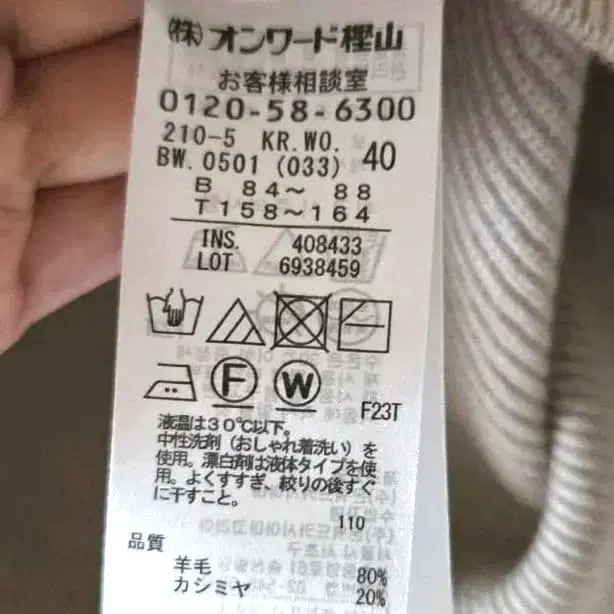 ㈱オンワード樫山
お客様相談室
0120-58-6300
210-5 KR.WO.
BW.0501 (033) 40
B 84～ 88
T158～164
INS. 408433
LOT 6938459
F
W
F23T
液温は30℃以下。
中性洗剤（おしゃれ着洗い）を
使用。漂白剤は液体タイプを使
用。よくすすぎ、絞りの後すぐ
に干すこと。
110
品質
羊毛 80%
カシミヤ 20%